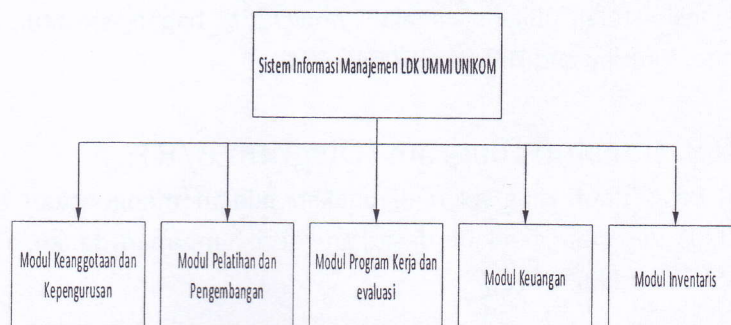 Sistem Informasi Manajemen LDK UMMI UNIKOM
Modul Keanggotaan dan
Kepengurusan
Modul Pelatihan dan
Pengembangan
Modul Program Kerja dan
evaluasi
Modul Keuangan
Modul Inventaris